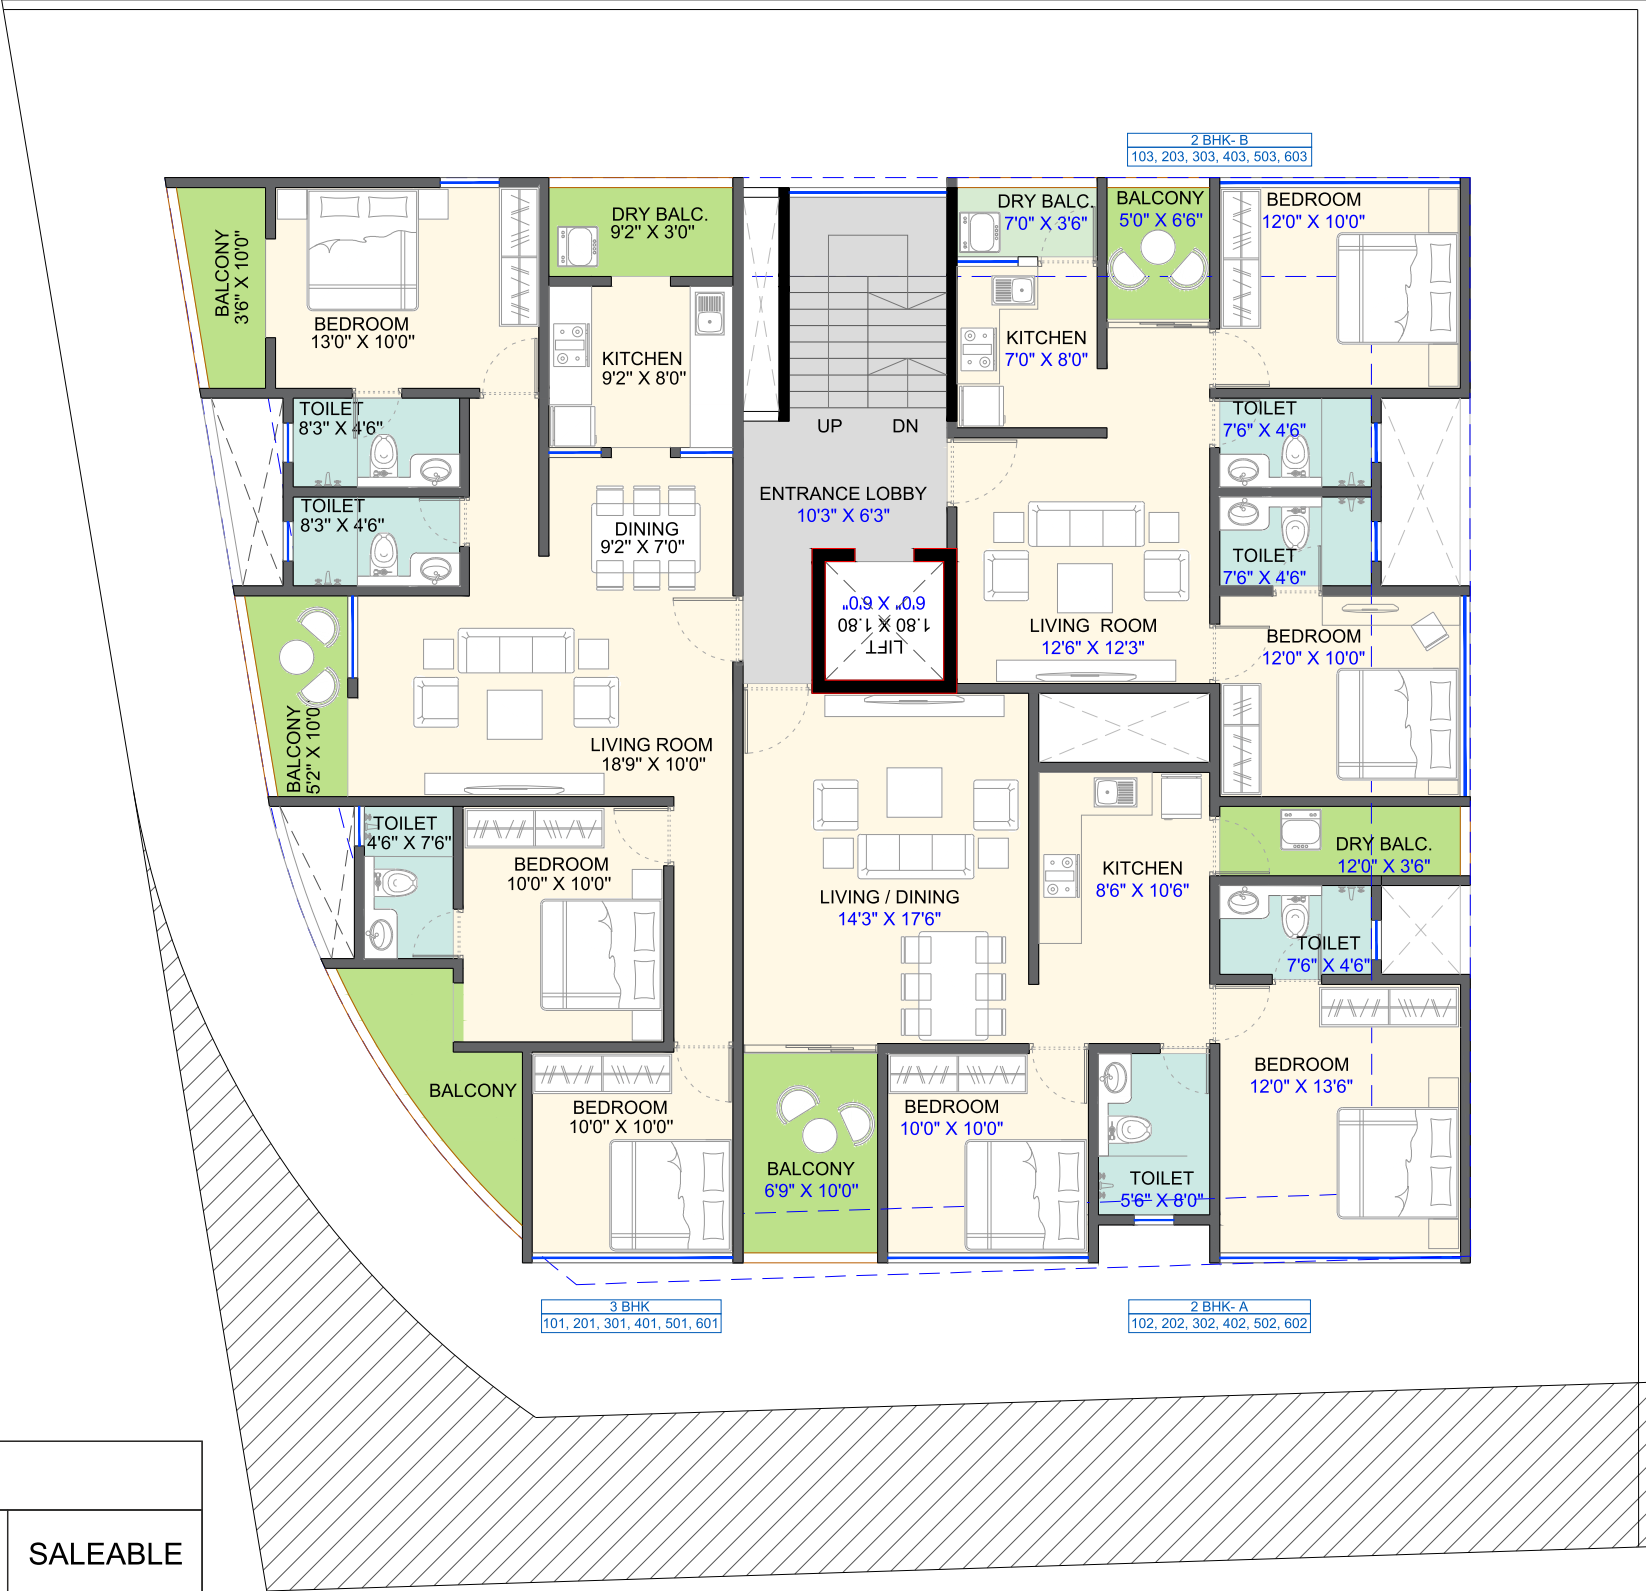 2 BHK- B
103, 203, 303, 403, 503, 603
BALCONY
3'6" X 10'0"
BEDROOM
13'0" X 10'0"
DRY BALC.
9'2" X 3'0"
KITCHEN
9'2" X 8'0"
DRY BALC.
7'0" X 3'6"
BALCONY
5'0" X 6'6"
BEDROOM
12'0" X 10'0"
KITCHEN
7'0" X 8'0"
TOILET
8'3" X 4'6"
UP
DN
TOILET
7'6" X 4'6"
TOILET
8'3" X 4'6"
DINING
9'2" X 7'0"
ENTRANCE LOBBY
10'3" X 6'3"
TOILET
7'6" X 4'6"
LIFT
1.80 X 1.80
6'0" X 6'0"
LIVING ROOM
12'6" X 12'3"
BEDROOM
12'0" X 10'0"
BALCONY
5'2" X 10'0
LIVING ROOM
18'9" X 10'0"
TOILET
4'6" X 7'6"
BEDROOM
10'0" X 10'0"
LIVING / DINING
14'3" X 17'6"
KITCHEN
8'6" X 10'6"
DRY BALC.
12'0" X 3'6"
TOILET
7'6" X 4'6"
BALCONY
BEDROOM
10'0" X 10'0"
BALCONY
6'9" X 10'0"
BEDROOM
10'0" X 10'0"
TOILET
5'6" X 8'0"
BEDROOM
12'0" X 13'6"
3 BHK
101, 201, 301, 401, 501, 601
2 BHK- A
102, 202, 302, 402, 502, 602
SALEABLE